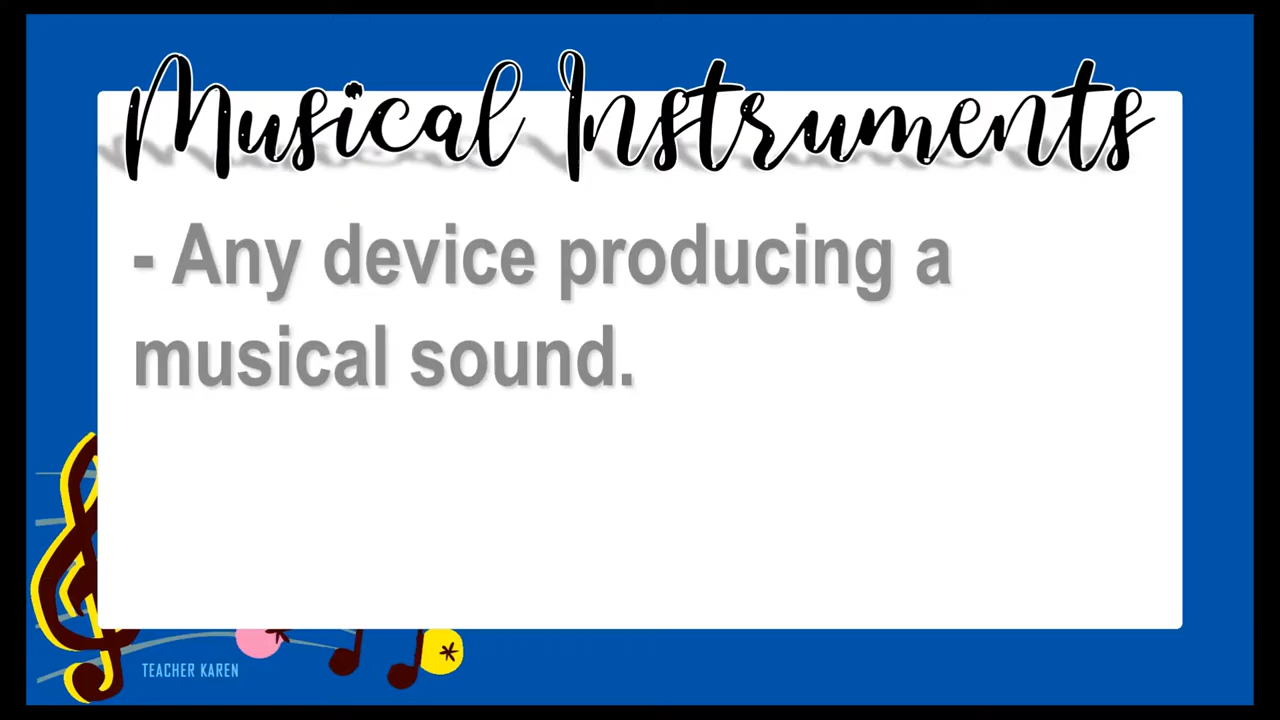 Musical Instruments
- Any device producing a
musical sound.
TEACHER KAREN